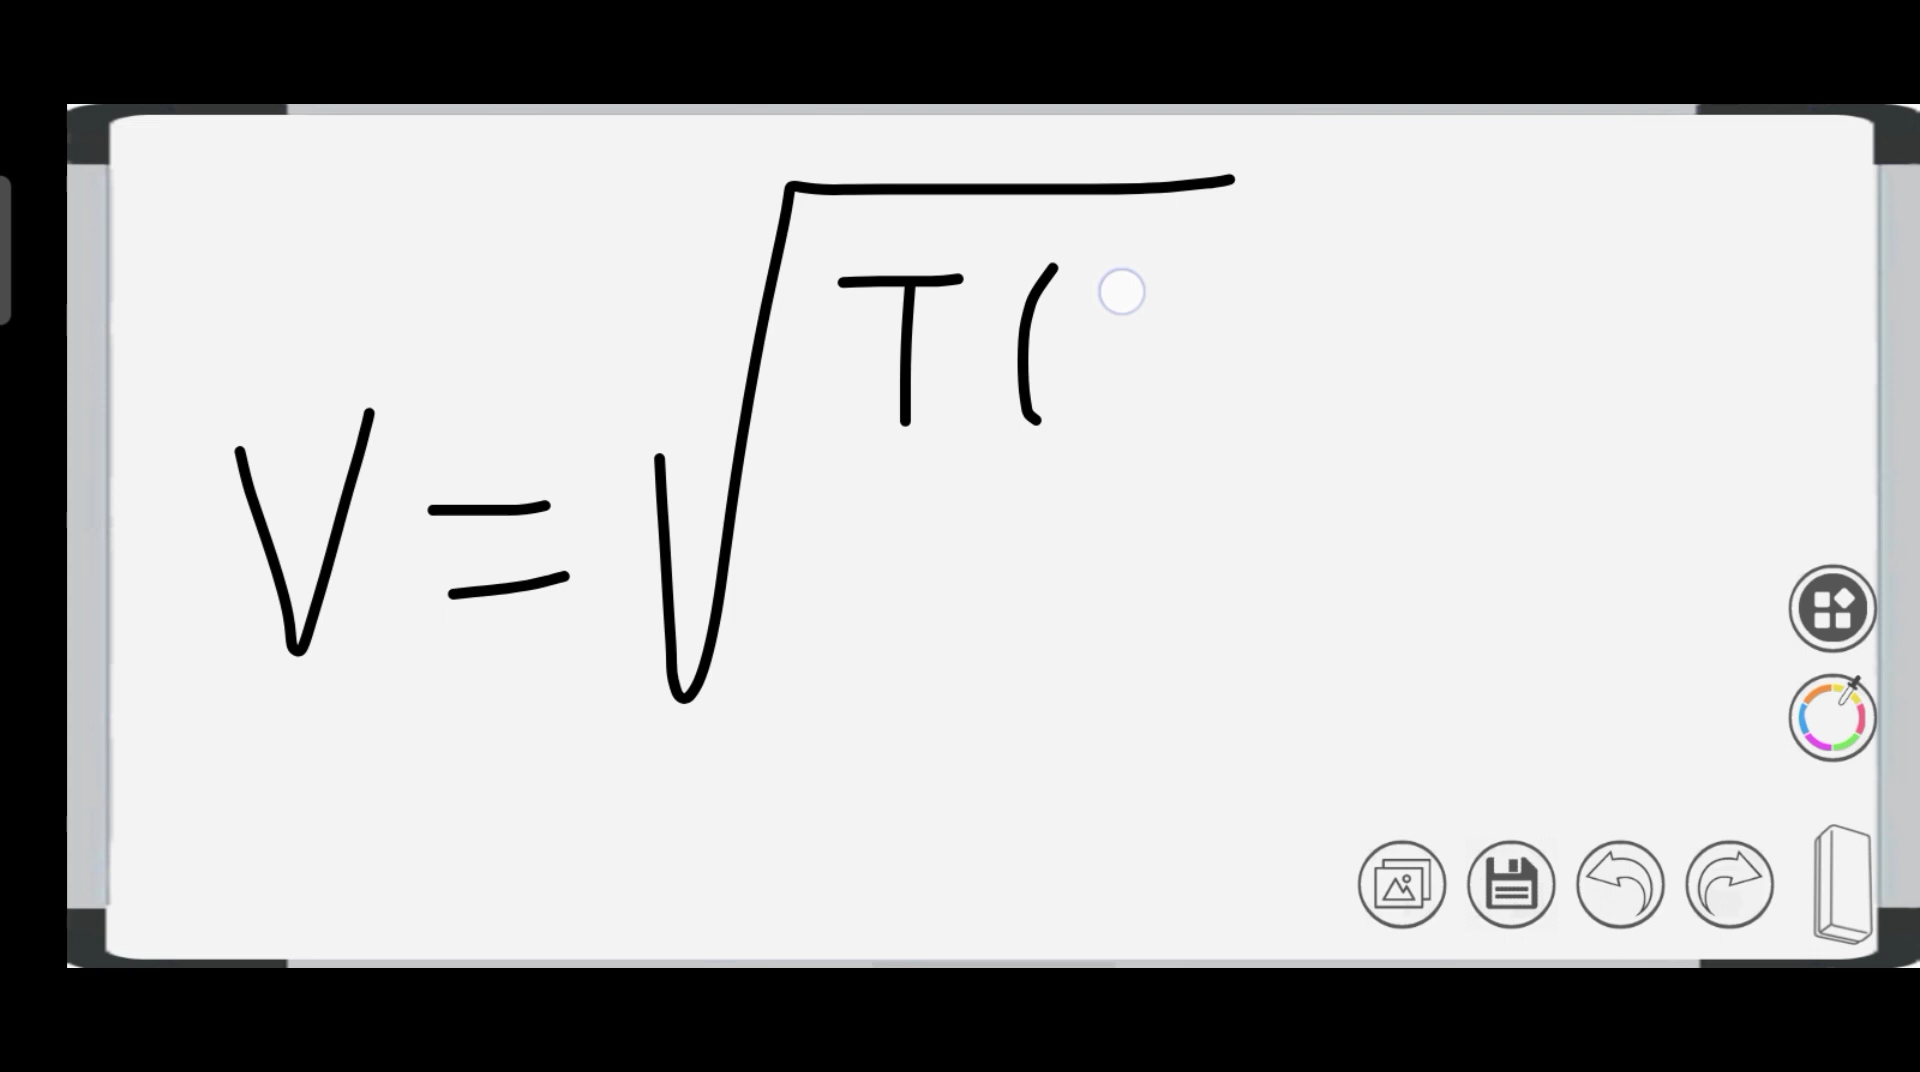 V = √T(